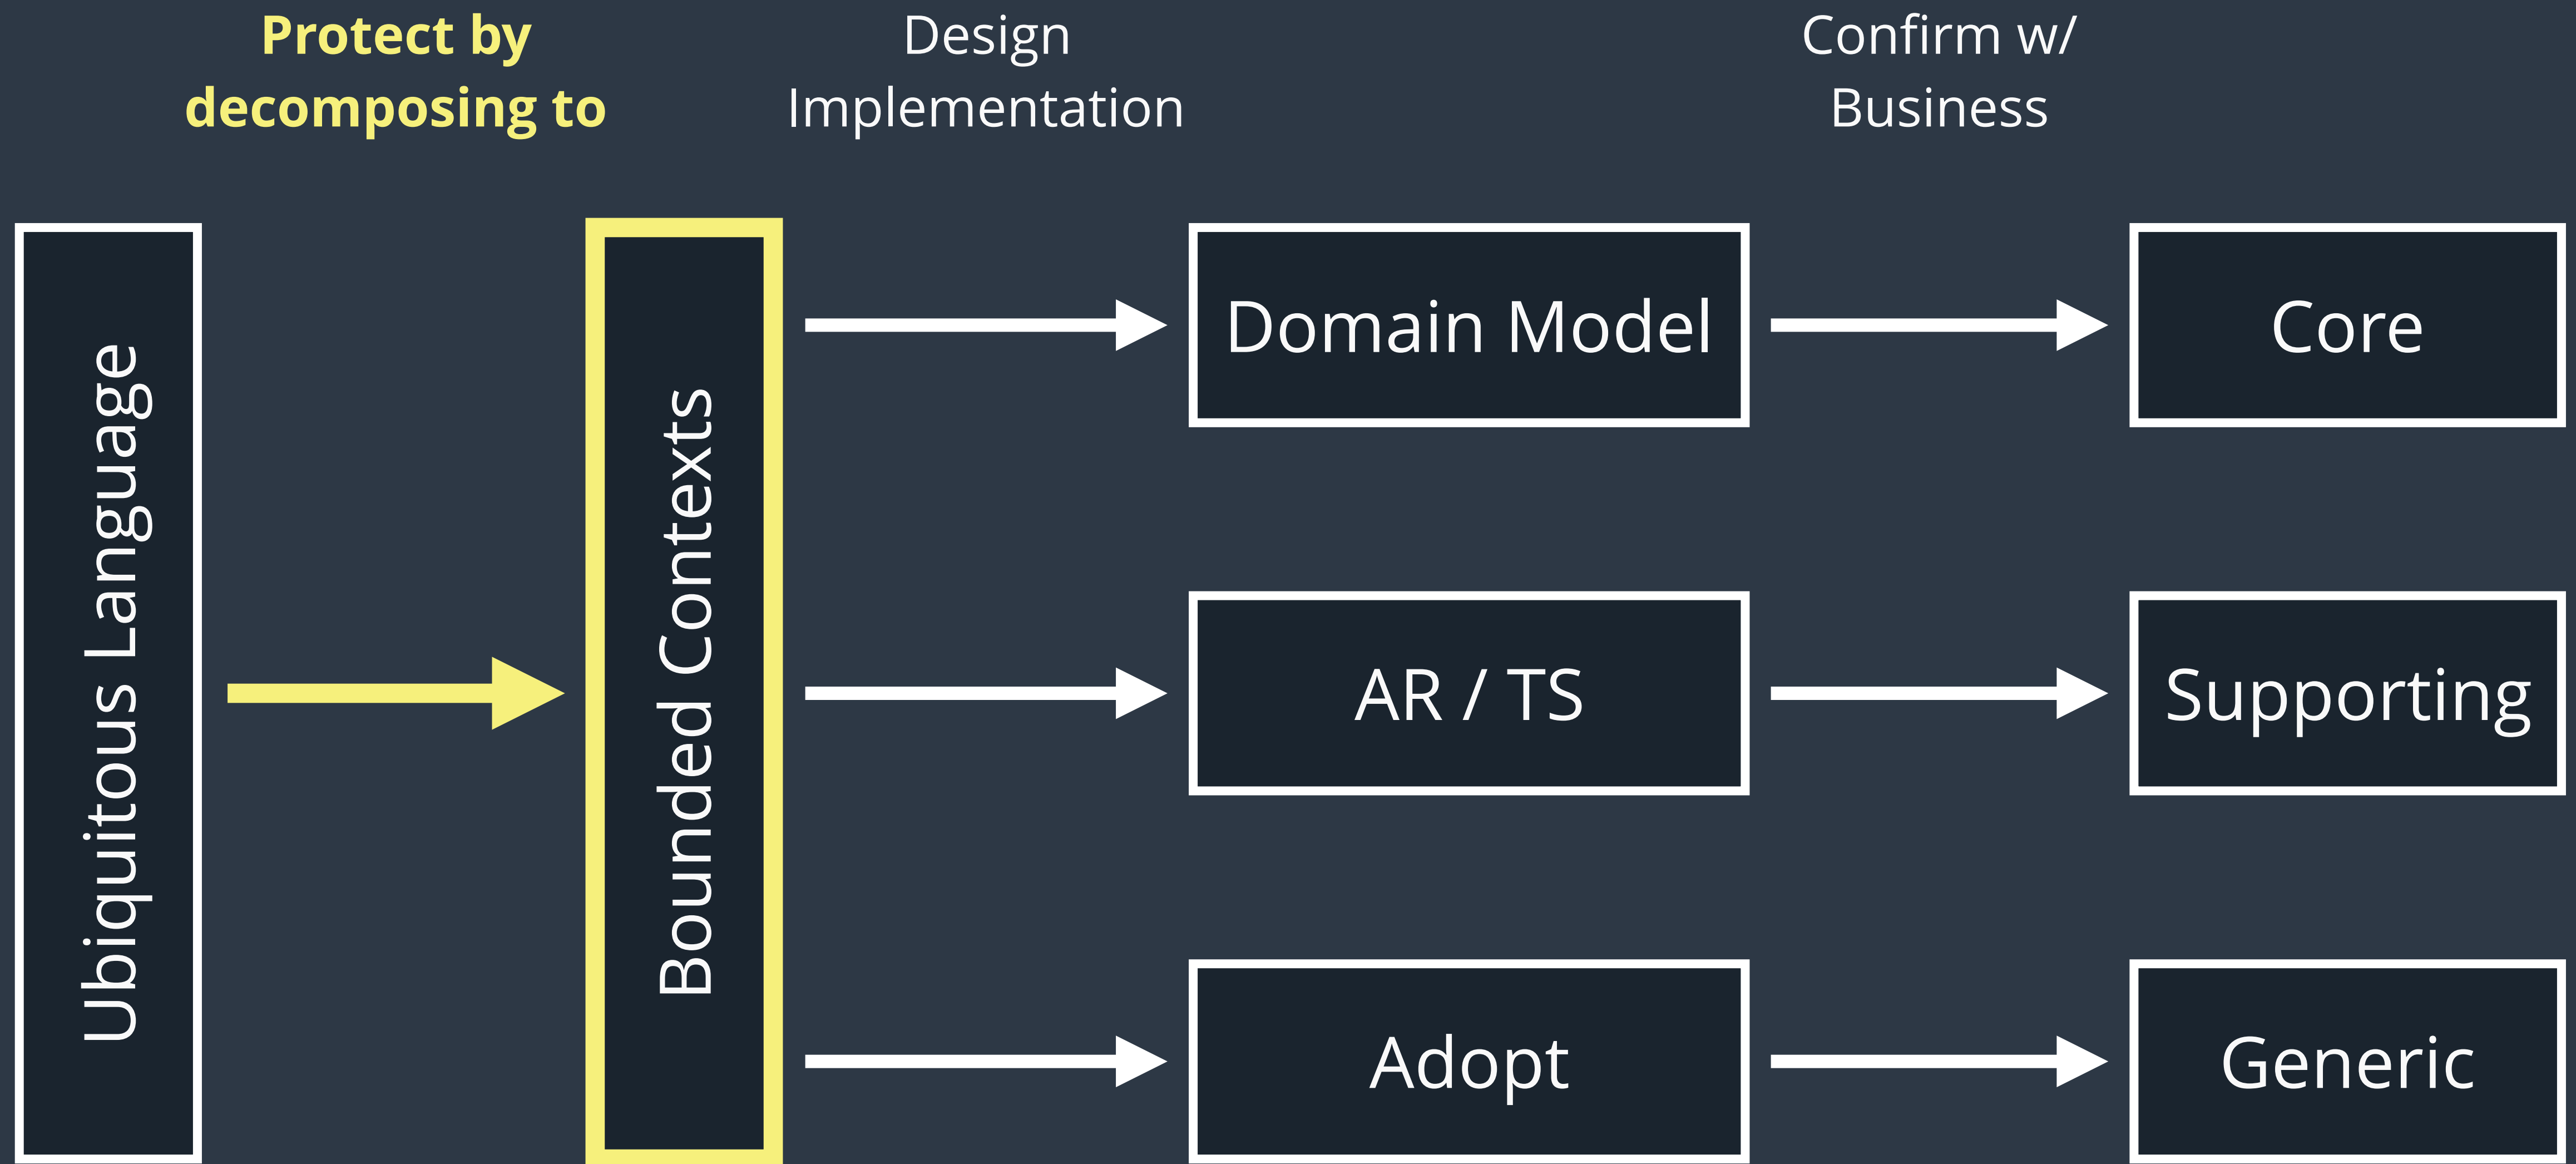 Protect by
decomposing to
Design
Implementation
Confirm w/
Business
Ubiquitous Language
Bounded Contexts
Domain Model
Core
AR / TS
Supporting
Adopt
Generic